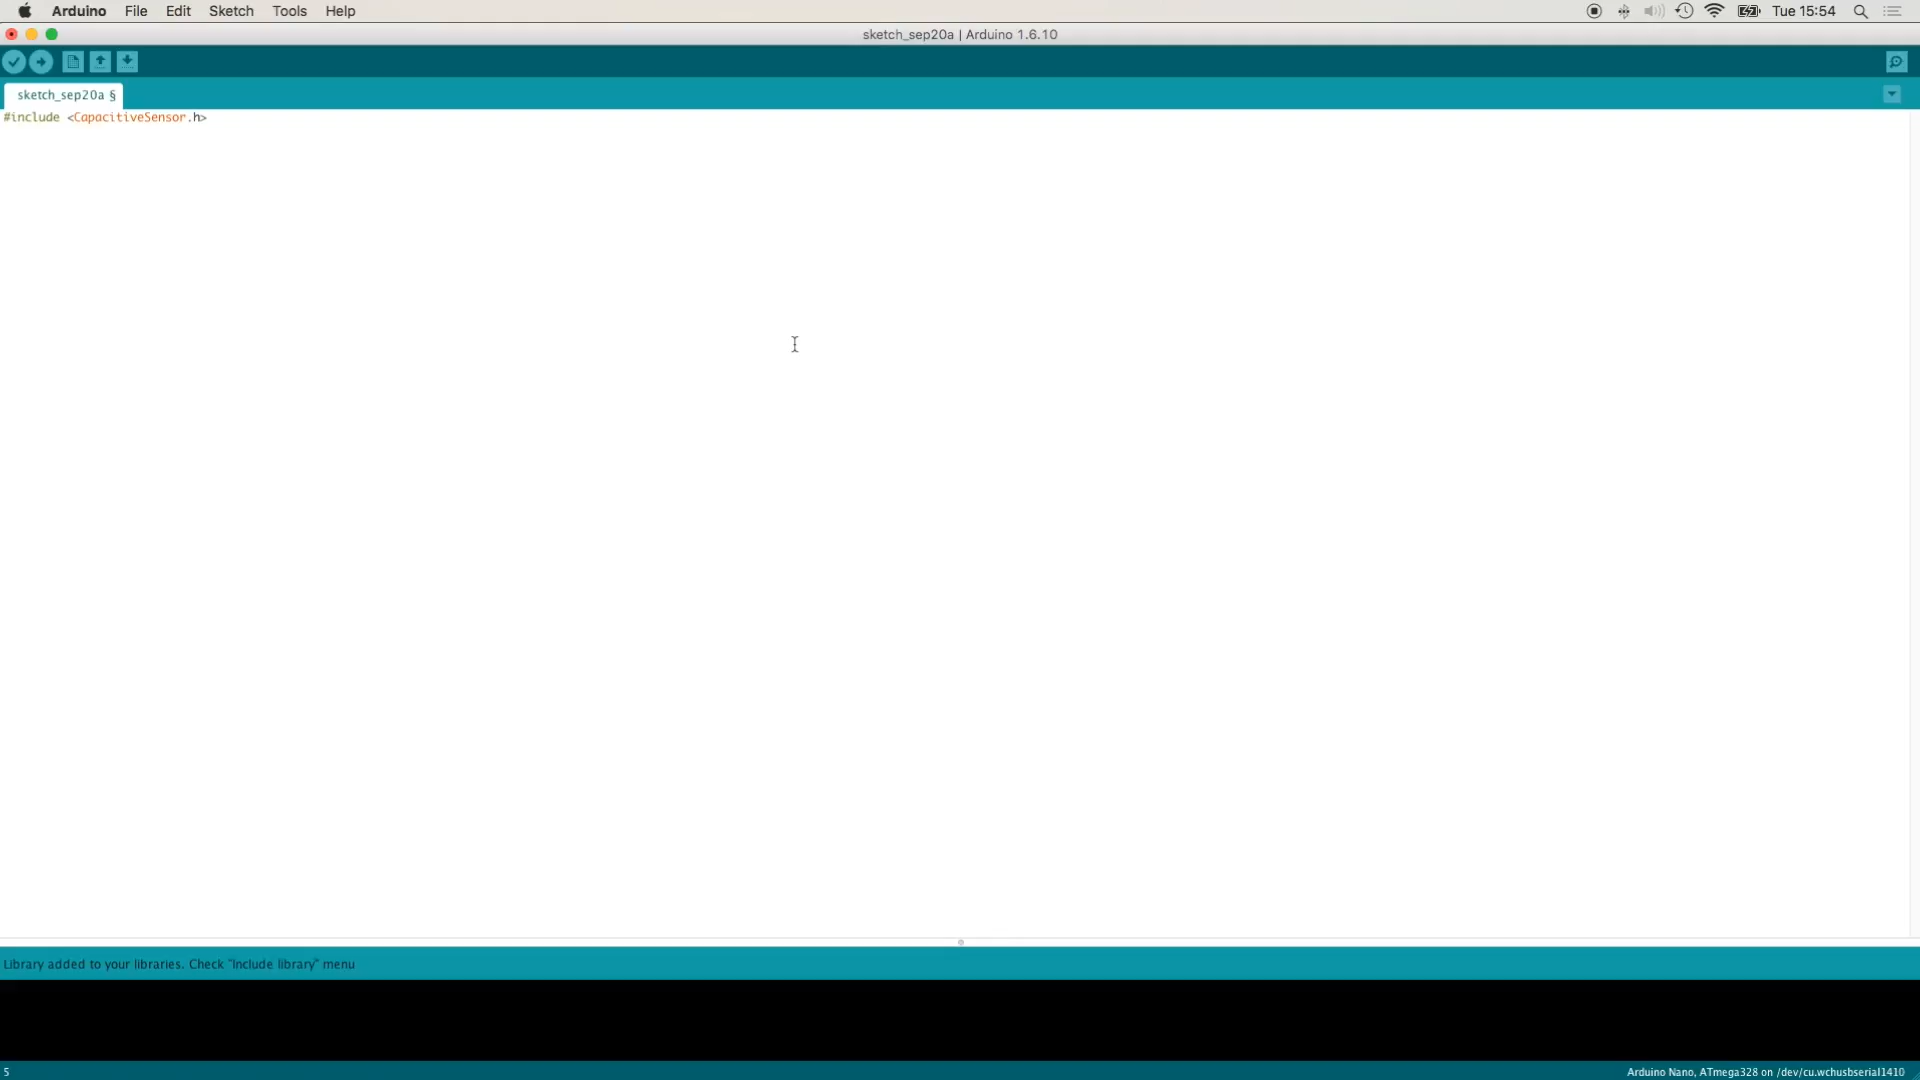 Arduino File Edit Sketch Tools Help Tue 15:54
sketch_sep20a | Arduino 1.6.10
sketch_sep20a §
#include <CapacitiveSensor.h>
Library added to your libraries. Check "Include library" menu
5 Arduino Nano, ATmega328 on /dev/cu.wchusbserial1410